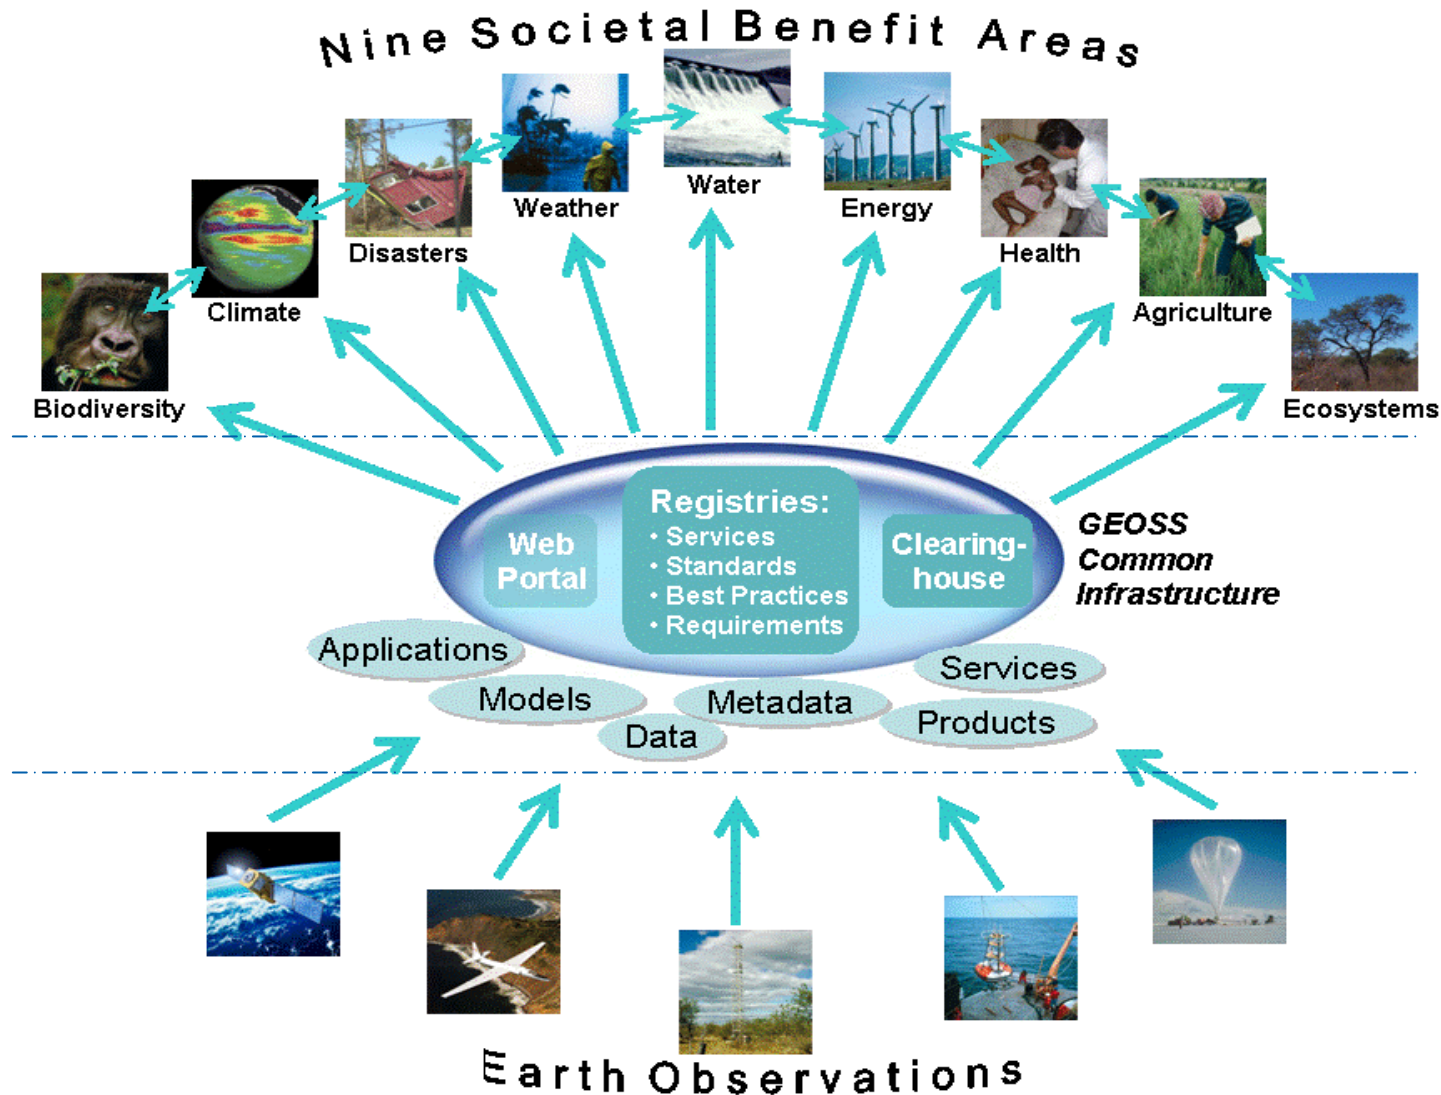 Nine Societal Benefit Areas
Water
Weather
Energy
Disasters
Health
Climate
Agriculture
Biodiversity
Ecosystems
Registries:
• Services
• Standards
• Best Practices
• Requirements
Web
Portal
Clearing-
house
GEOSS
Common
Infrastructure
Applications
Models
Data
Metadata
Services
Products
Earth Observations